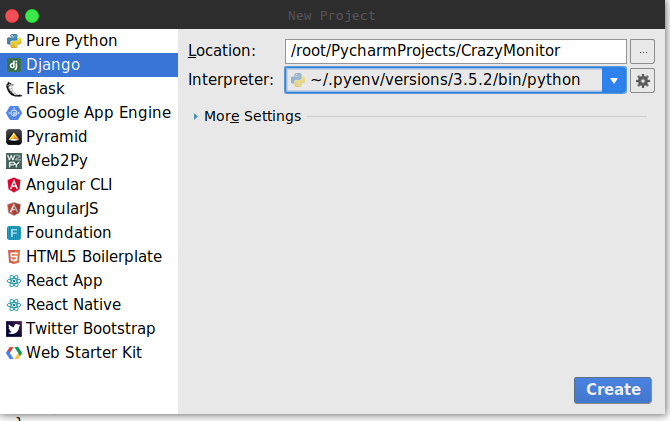 New Project
Pure Python
Django
Flask
Google App Engine
Pyramid
Web2Py
Angular CLI
AngularJS
Foundation
HTML5 Boilerplate
React App
React Native
Twitter Bootstrap
Web Starter Kit
Location: /root/PycharmProjects/CrazyMonitor ...
Interpreter: ~/.pyenv/versions/3.5.2/bin/python
More Settings
Create